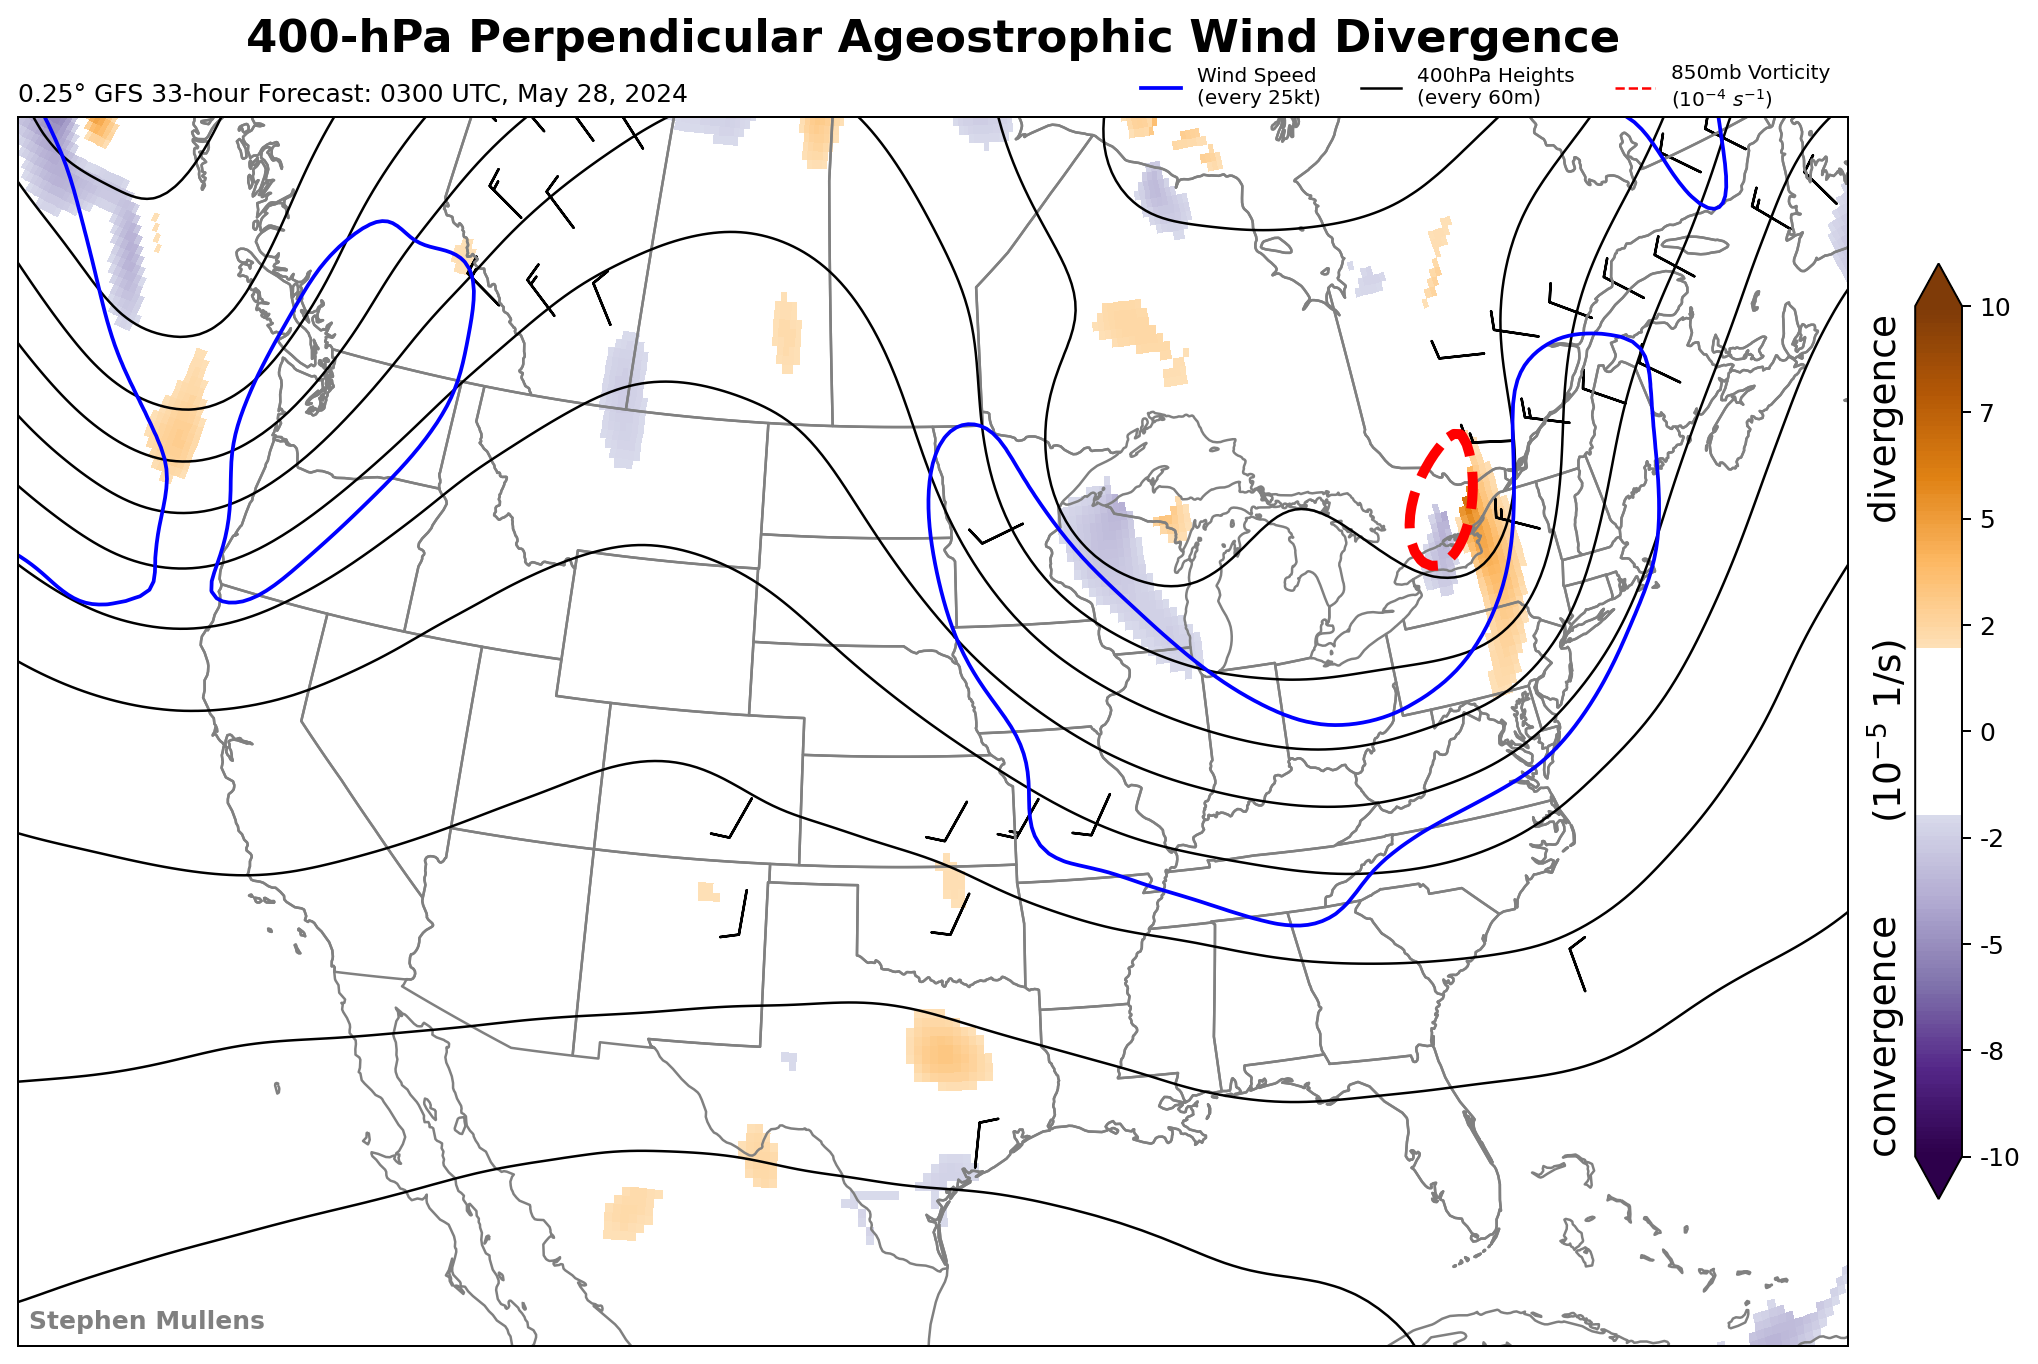 400-hPa Perpendicular Ageostrophic Wind Divergence
0.25° GFS 33-hour Forecast: 0300 UTC, May 28, 2024
Wind Speed
(every 25kt)
400hPa Heights
(every 60m)
850mb Vorticity
(10⁻⁴ s⁻¹)
10
7
5
2
0
-2
-5
-8
-10
convergence (10⁻⁵ 1/s) divergence
Stephen Mullens